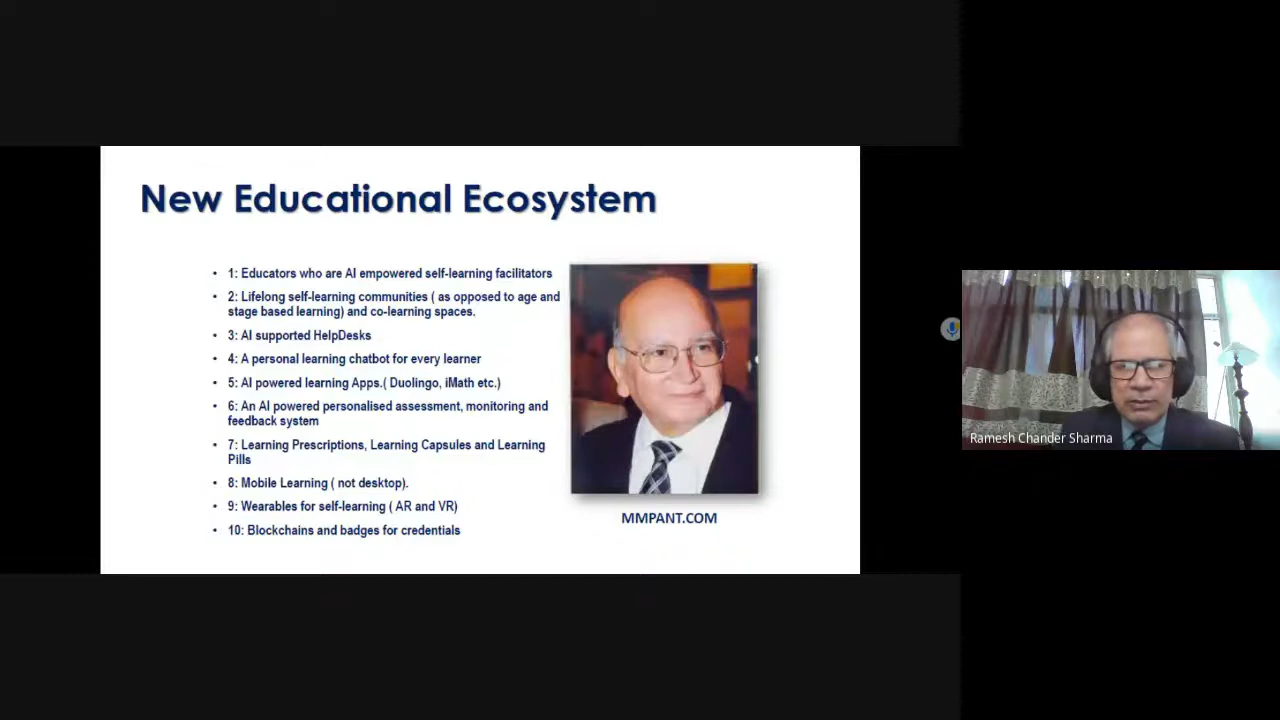 New Educational Ecosystem
• 1: Educators who are AI empowered self-learning facilitators
• 2: Lifelong self-learning communities ( as opposed to age and
stage based learning) and co-learning spaces.
• 3: AI supported HelpDesks
• 4: A personal learning chatbot for every learner
• 5: AI powered learning Apps.( Duolingo, iMath etc.)
• 6: An AI powered personalised assessment, monitoring and
feedback system
• 7: Learning Prescriptions, Learning Capsules and Learning
Pills
• 8: Mobile Learning ( not desktop).
• 9: Wearables for self-learning ( AR and VR)
• 10: Blockchains and badges for credentials
MMPANT.COM
Ramesh Chander Sharma